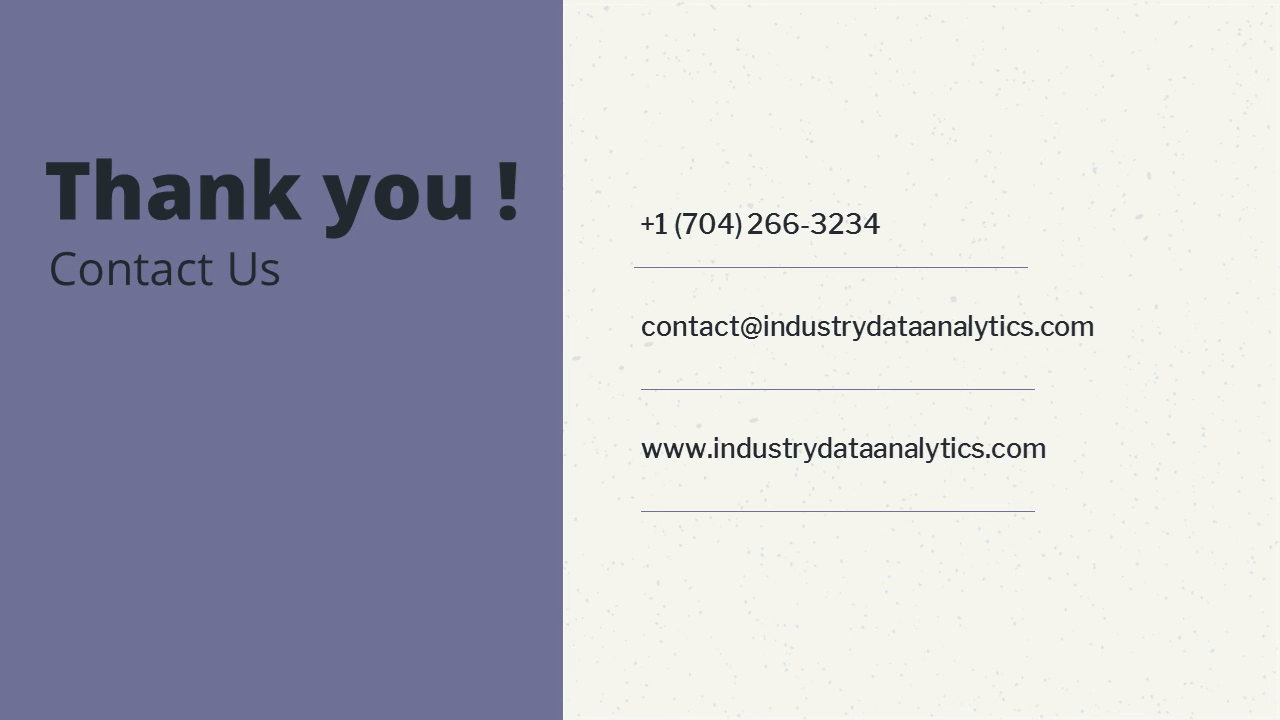 Thank you !
Contact Us
+1 (704) 266-3234
contact@industrydataanalytics.com
www.industrydataanalytics.com